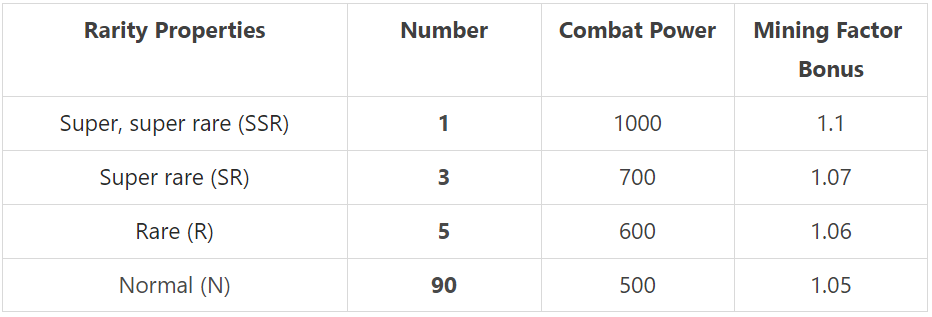 Rarity Properties Number Combat Power Mining Factor
Bonus
Super, super rare (SSR) 1 1000 1.1
Super rare (SR) 3 700 1.07
Rare (R) 5 600 1.06
Normal (N) 90 500 1.05